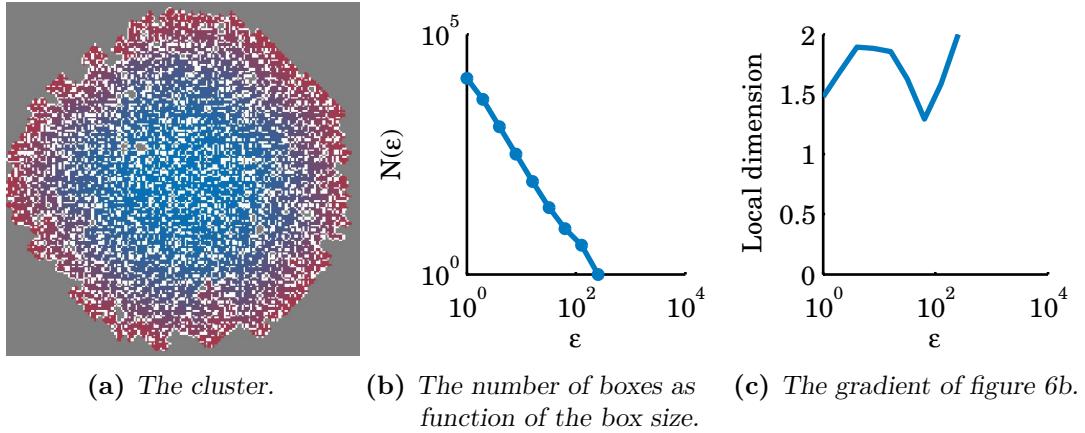 10^5
N(ε)
10^0
10^0 10^2 10^4
ε
2
1.5
1
0.5
0
Local dimension
10^0 10^2 10^4
ε
(a) The cluster.
(b) The number of boxes as
function of the box size.
(c) The gradient of figure 6b.